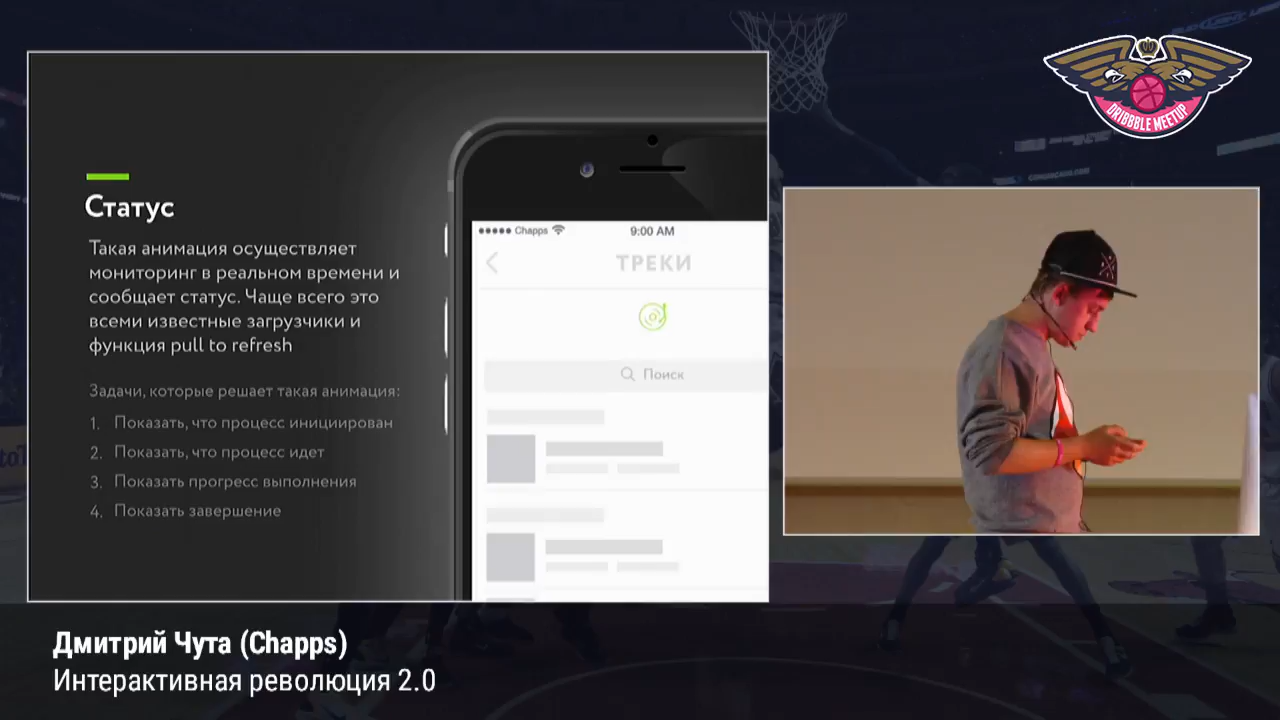 DRIBBBLE MEETUP
Статус
Такая анимация осуществляет
мониторинг в реальном времени и
сообщает статус. Чаще всего это
всеми известные загрузчики и
функция pull to refresh
Задачи, которые решает такая анимация:
1. Показать, что процесс инициирован
2. Показать, что процесс идет
3. Показать прогресс выполнения
4. Показать завершение
Chapps 9:00 AM
ТРЕКИ
Поиск
Дмитрий Чута (Chapps)
Интерактивная революция 2.0